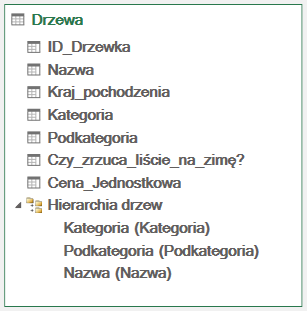 Drzewa
ID_Drzewka
Nazwa
Kraj_pochodzenia
Kategoria
Podkategoria
Czy_zrzuca_liście_na_zimę?
Cena_Jednostkowa
Hierarchia drzew
Kategoria (Kategoria)
Podkategoria (Podkategoria)
Nazwa (Nazwa)